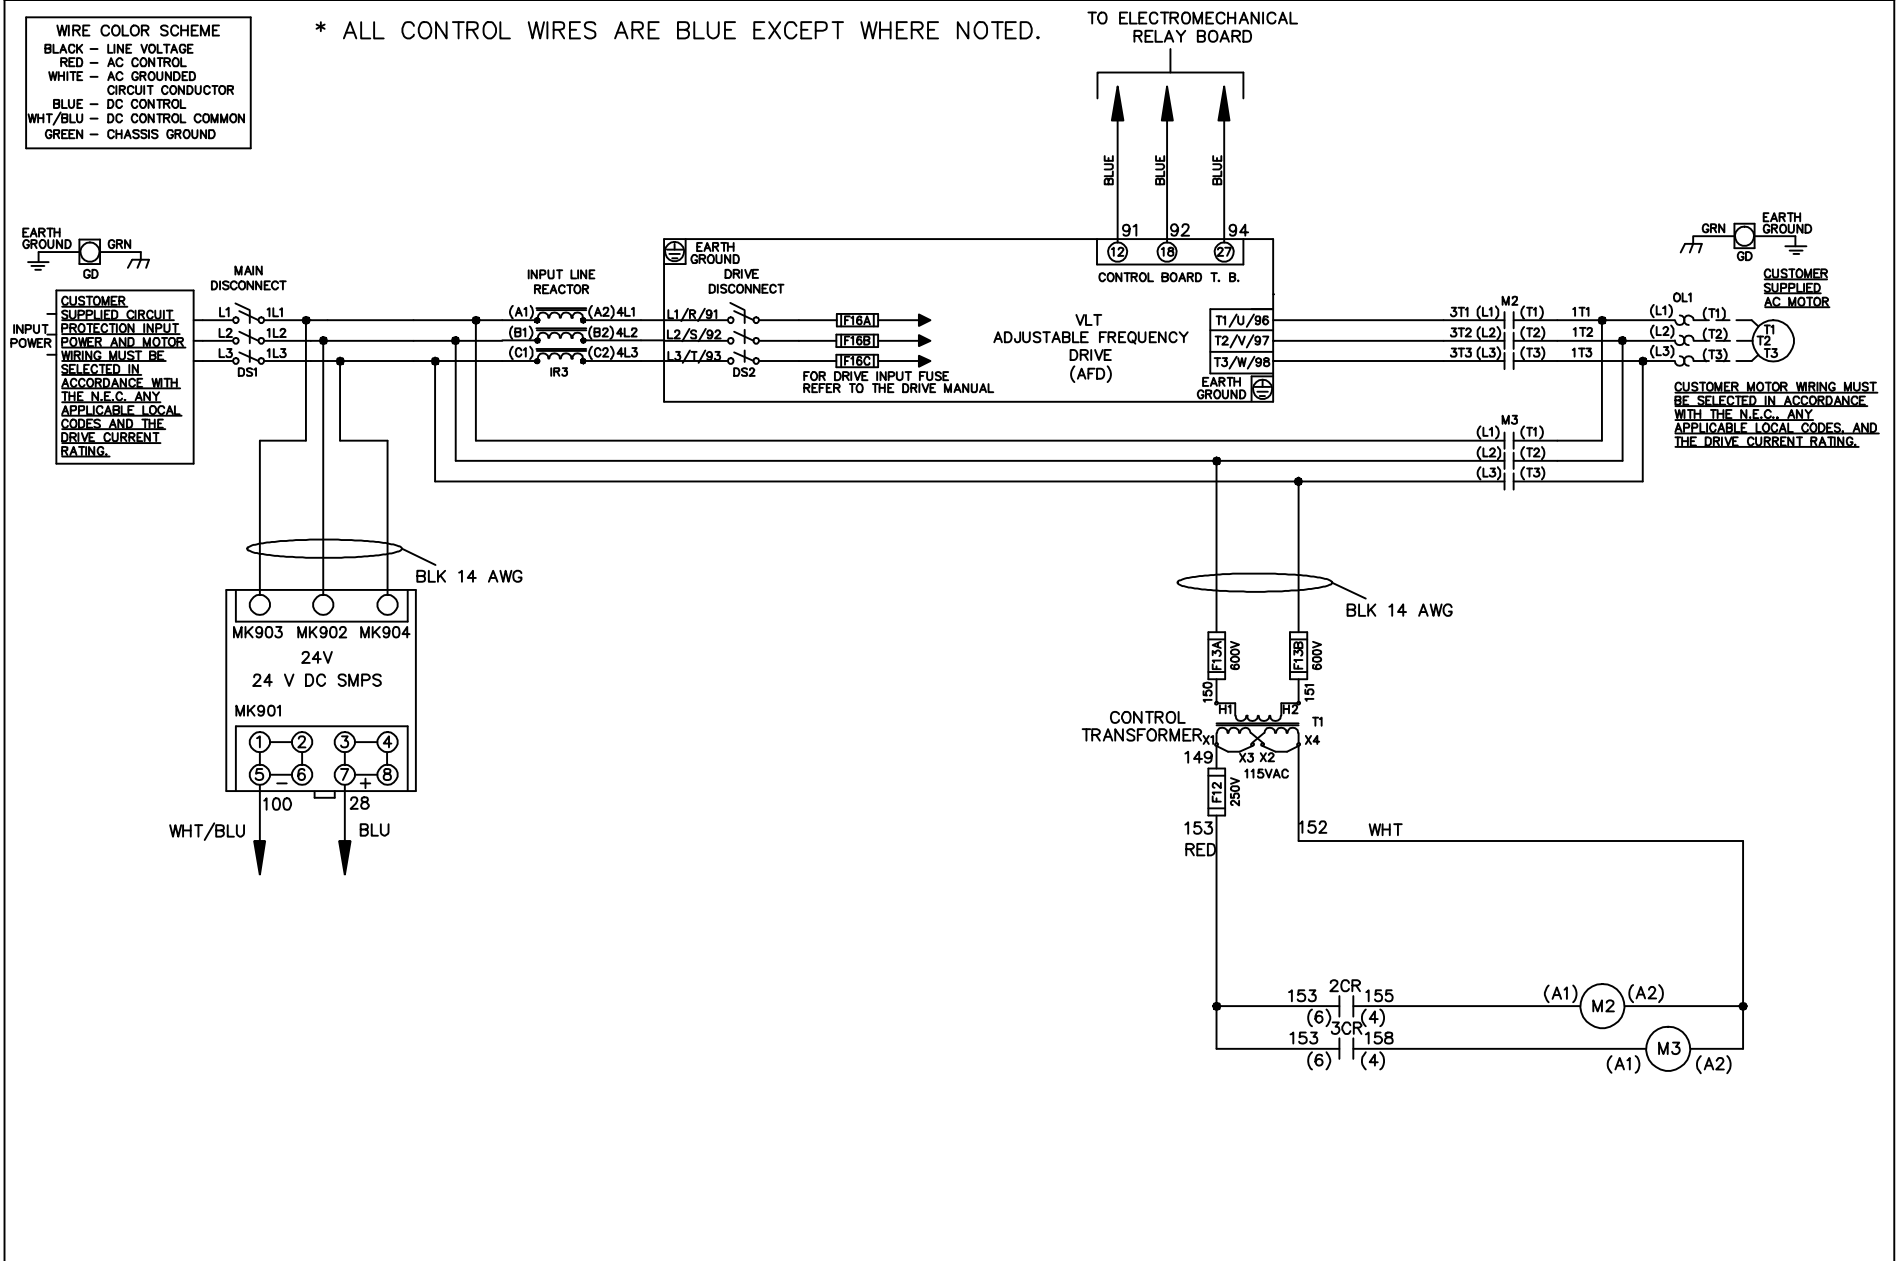 WIRE COLOR SCHEME
BLACK – LINE VOLTAGE
RED – AC CONTROL
WHITE – AC GROUNDED
CIRCUIT CONDUCTOR
BLUE – DC CONTROL
WHT/BLU – DC CONTROL COMMON
GREEN – CHASSIS GROUND
* ALL CONTROL WIRES ARE BLUE EXCEPT WHERE NOTED.
TO ELECTROMECHANICAL
RELAY BOARD
BLUE
BLUE
BLUE
91 92 94
12 18 27
CONTROL BOARD T. B.
EARTH
GROUND
GRN
GD
INPUT
POWER
CUSTOMER
SUPPLIED CIRCUIT
PROTECTION INPUT
POWER AND MOTOR
WIRING MUST BE
SELECTED IN
ACCORDANCE WITH
THE N.E.C. ANY
APPLICABLE LOCAL
CODES AND THE
DRIVE CURRENT
RATING.
MAIN
DISCONNECT
L1 1L1
L2 1L2
L3 1L3
DS1
INPUT LINE
REACTOR
(A1) (A2) 4L1
(B1) (B2) 4L2
(C1) (C2) 4L3
IR3
EARTH
GROUND
DRIVE
DISCONNECT
L1/R/91
L2/S/92
L3/T/93
DS2
F16A
F16B
F16C
FOR DRIVE INPUT FUSE
REFER TO THE DRIVE MANUAL
VLT
ADJUSTABLE FREQUENCY
DRIVE
(AFD)
T1/U/96
T2/V/97
T3/W/98
EARTH
GROUND
M2
3T1 (L1) (T1) 1T1
3T2 (L2) (T2) 1T2
3T3 (L3) (T3) 1T3
OL1
(L1) (T1)
(L2) (T2)
(L3) (T3)
T1
T2
T3
GRN
GD
EARTH
GROUND
CUSTOMER
SUPPLIED
AC MOTOR
CUSTOMER MOTOR WIRING MUST
BE SELECTED IN ACCORDANCE
WITH THE N.E.C., ANY
APPLICABLE LOCAL CODES, AND
THE DRIVE CURRENT RATING.
M3
(L1) (T1)
(L2) (T2)
(L3) (T3)
BLK 14 AWG
MK903 MK902 MK904
24V
24 V DC SMPS
MK901
1 2 3 4
5 6 7 8
– +
100 28
WHT/BLU BLU
BLK 14 AWG
F13A 600V
F13B 600V
150 151
H1 H2
T1
CONTROL
TRANSFORMER
X1 X4
X3 X2
149
115VAC
F12 250V
153
RED
152 WHT
2CR
153 155
(6) (4)
(A1) M2 (A2)
3CR
153 158
(6) (4)
(A1) M3 (A2)